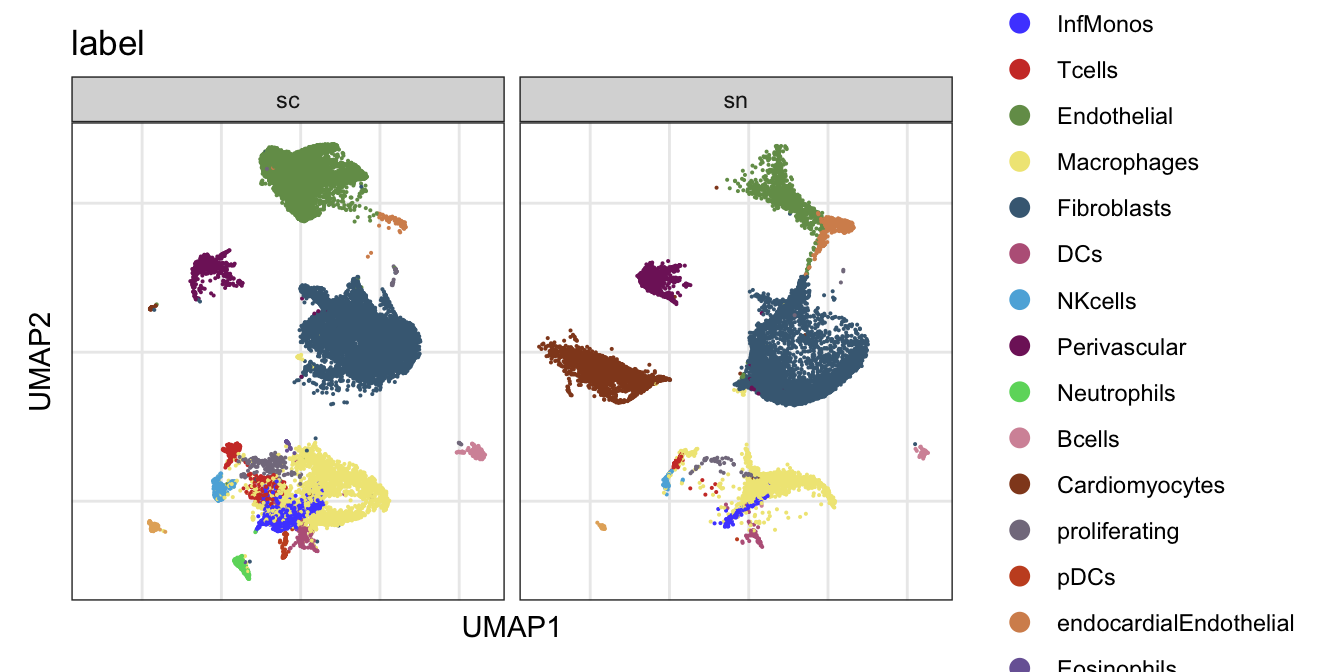 label
sc
sn
UMAP2
UMAP1
InfMonos
Tcells
Endothelial
Macrophages
Fibroblasts
DCs
NKcells
Perivascular
Neutrophils
Bcells
Cardiomyocytes
proliferating
pDCs
endocardialEndothelial
Eosinophils